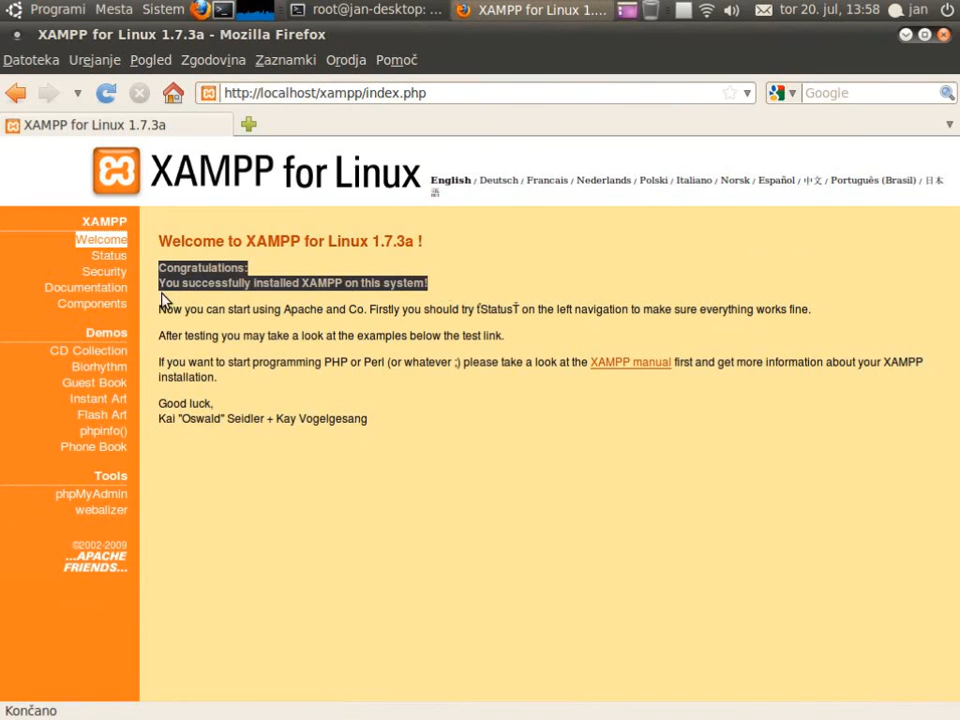 Programi Mesta Sistem root@jan-desktop: ... XAMPP for Linux 1.... tor 20. jul, 13:58 jan
XAMPP for Linux 1.7.3a - Mozilla Firefox
Datoteka Urejanje Pogled Zgodovina Zaznamki Orodja Pomoč
http://localhost/xampp/index.php Google
XAMPP for Linux 1.7.3a
XAMPP for Linux
English / Deutsch / Francais / Nederlands / Polski / Italiano / Norsk / Español / 中文 / Português (Brasil) / 日本
語
XAMPP
Welcome
Status
Security
Documentation
Components
Demos
CD Collection
Biorhythm
Guest Book
Instant Art
Flash Art
phpinfo()
Phone Book
Tools
phpMyAdmin
webalizer
©2002-2009
...APACHE
FRIENDS...
Welcome to XAMPP for Linux 1.7.3a !
Congratulations:
You successfully installed XAMPP on this system!
Now you can start using Apache and Co. Firstly you should try ťStatusŤ on the left navigation to make sure everything works fine.
After testing you may take a look at the examples below the test link.
If you want to start programming PHP or Perl (or whatever ;) please take a look at the XAMPP manual first and get more information about your XAMPP
installation.
Good luck,
Kai "Oswald" Seidler + Kay Vogelgesang
Končano